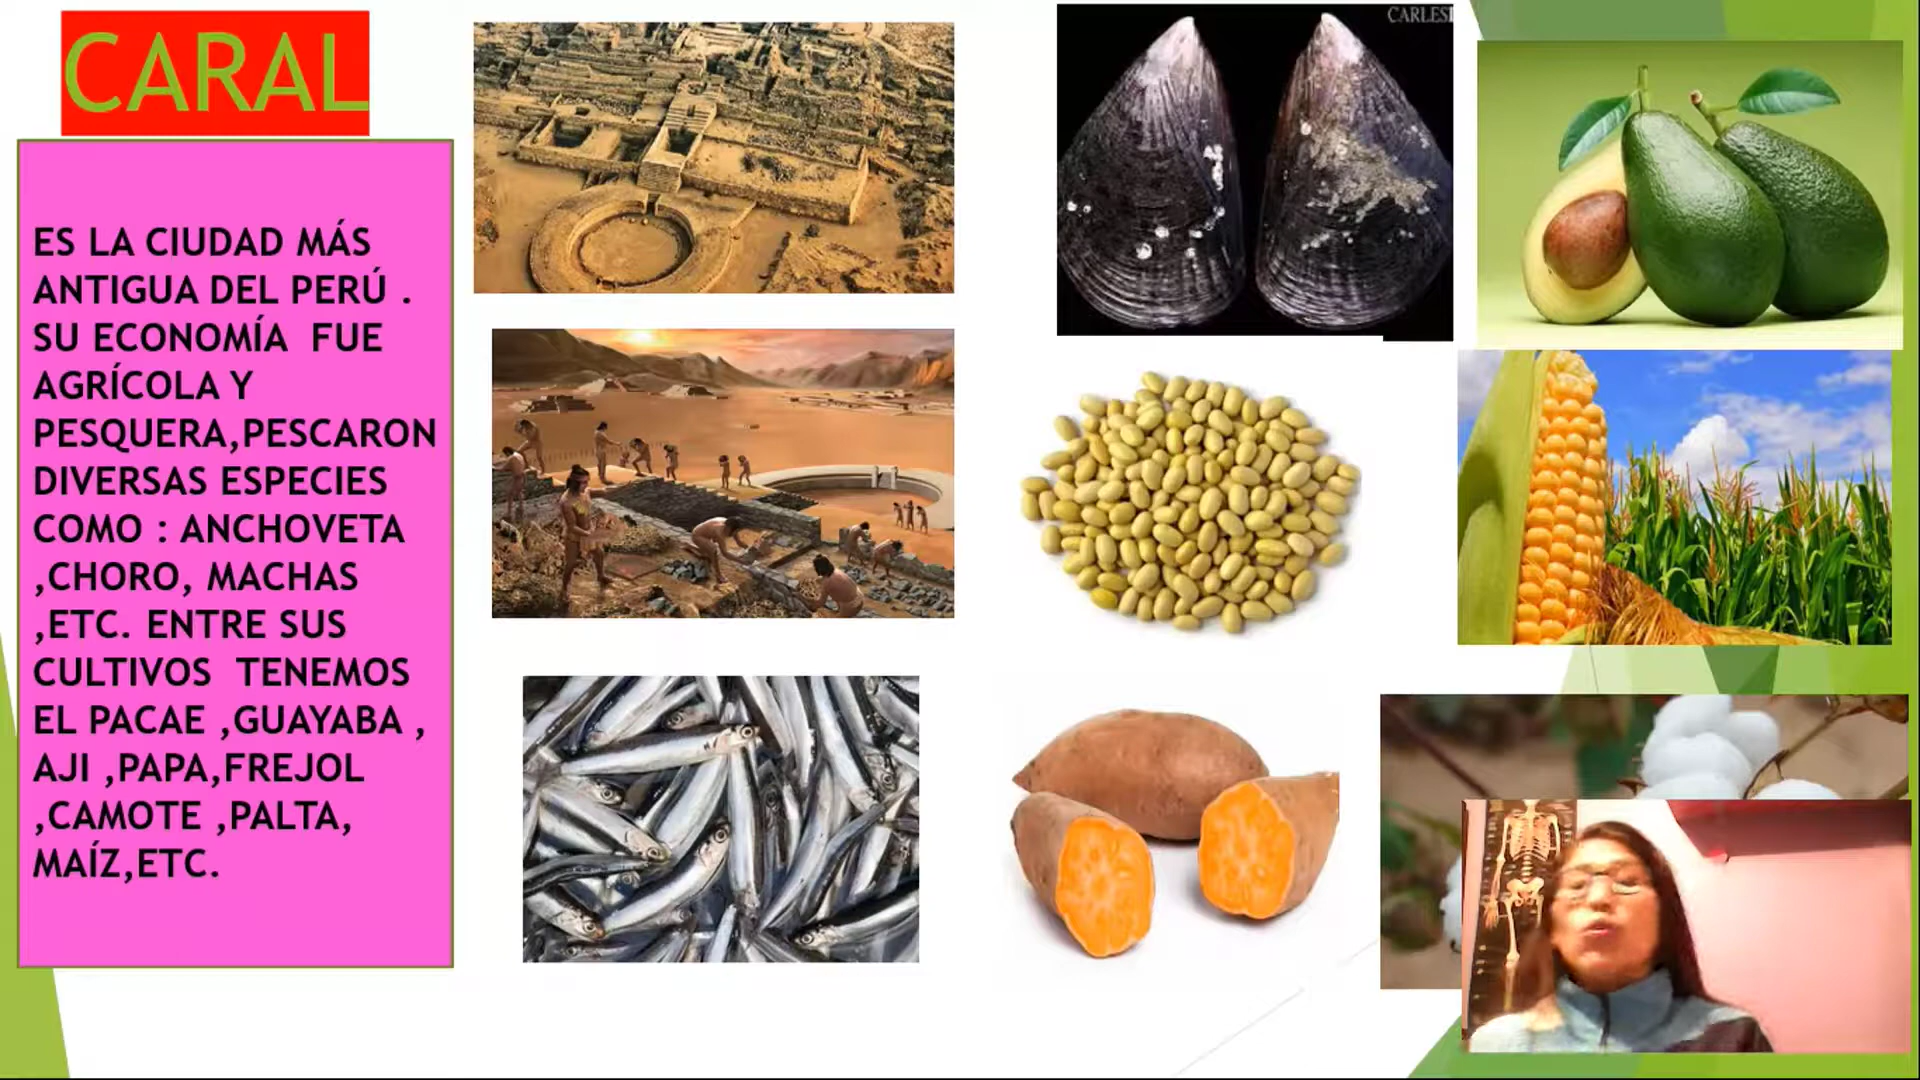 CARAL
ES LA CIUDAD MÁS
ANTIGUA DEL PERÚ .
SU ECONOMÍA  FUE
AGRÍCOLA Y
PESQUERA,PESCARON
DIVERSAS ESPECIES
COMO : ANCHOVETA
,CHORO, MACHAS
,ETC. ENTRE SUS
CULTIVOS  TENEMOS
EL PACAE ,GUAYABA ,
AJI ,PAPA,FREJOL
,CAMOTE ,PALTA,
MAÍZ,ETC.